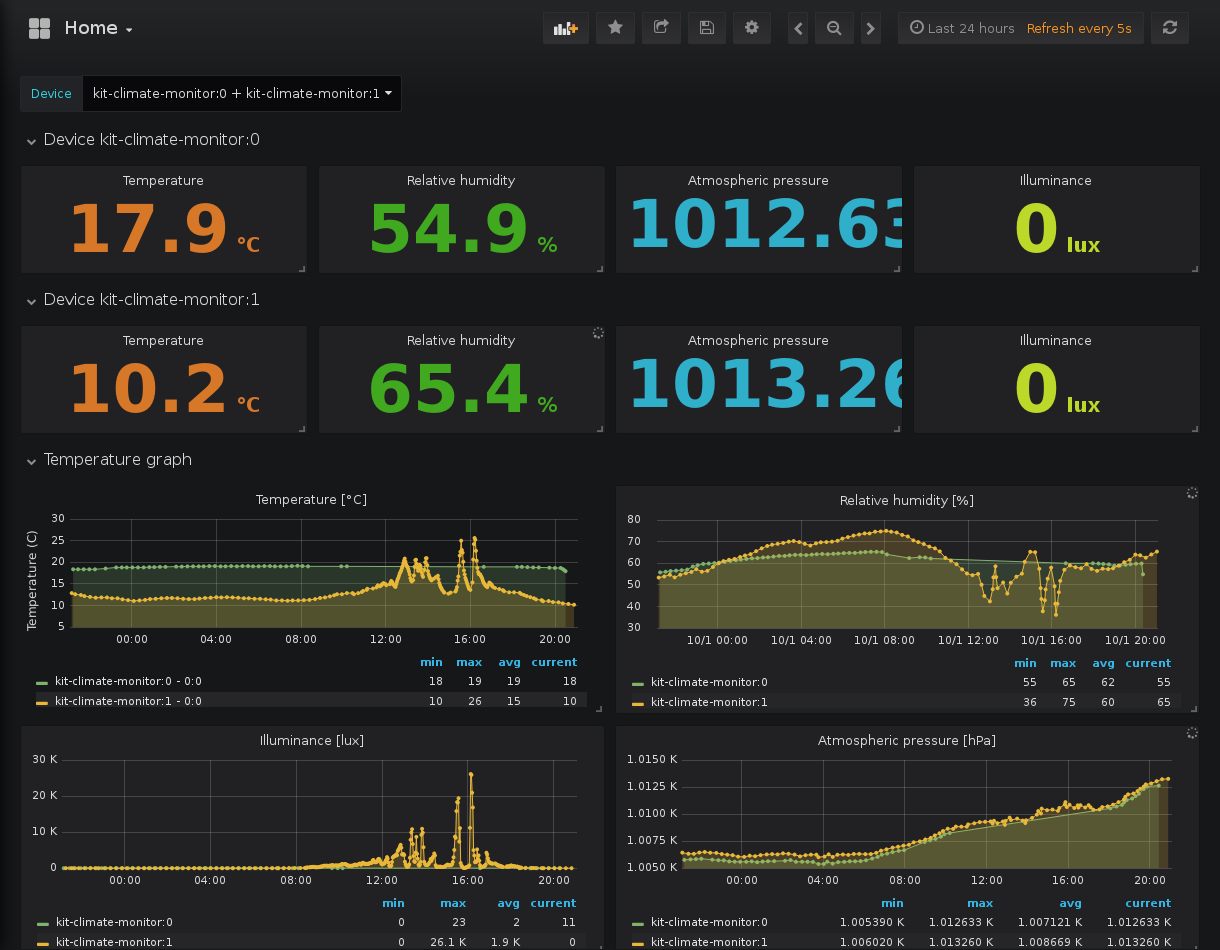 Home
Last 24 hours Refresh every 5s
Device kit-climate-monitor:0 + kit-climate-monitor:1
Device kit-climate-monitor:0
Temperature Relative humidity Atmospheric pressure Illuminance
17.9 °C 54.9 % 1012.63 0 lux
Device kit-climate-monitor:1
Temperature Relative humidity Atmospheric pressure Illuminance
10.2 °C 65.4 % 1013.26 0 lux
Temperature graph
Temperature [°C]
Temperature (C)
30
25
20
15
10
5
00:00 04:00 08:00 12:00 16:00 20:00
min max avg current
kit-climate-monitor:0 - 0:0 18 19 19 18
kit-climate-monitor:1 - 0:0 10 26 15 10
Relative humidity [%]
80
70
60
50
40
30
10/1 00:00 10/1 04:00 10/1 08:00 10/1 12:00 10/1 16:00 10/1 20:00
min max avg current
kit-climate-monitor:0 55 65 62 55
kit-climate-monitor:1 36 75 60 65
Illuminance [lux]
30 K
20 K
10 K
0
00:00 04:00 08:00 12:00 16:00 20:00
min max avg current
kit-climate-monitor:0 0 23 2 11
kit-climate-monitor:1 0 26.1 K 1.9 K 0
Atmospheric pressure [hPa]
1.0150 K
1.0125 K
1.0100 K
1.0075 K
1.0050 K
00:00 04:00 08:00 12:00 16:00 20:00
min max avg current
kit-climate-monitor:0 1.005390 K 1.012633 K 1.007121 K 1.012633 K
kit-climate-monitor:1 1.006020 K 1.013260 K 1.008669 K 1.013260 K